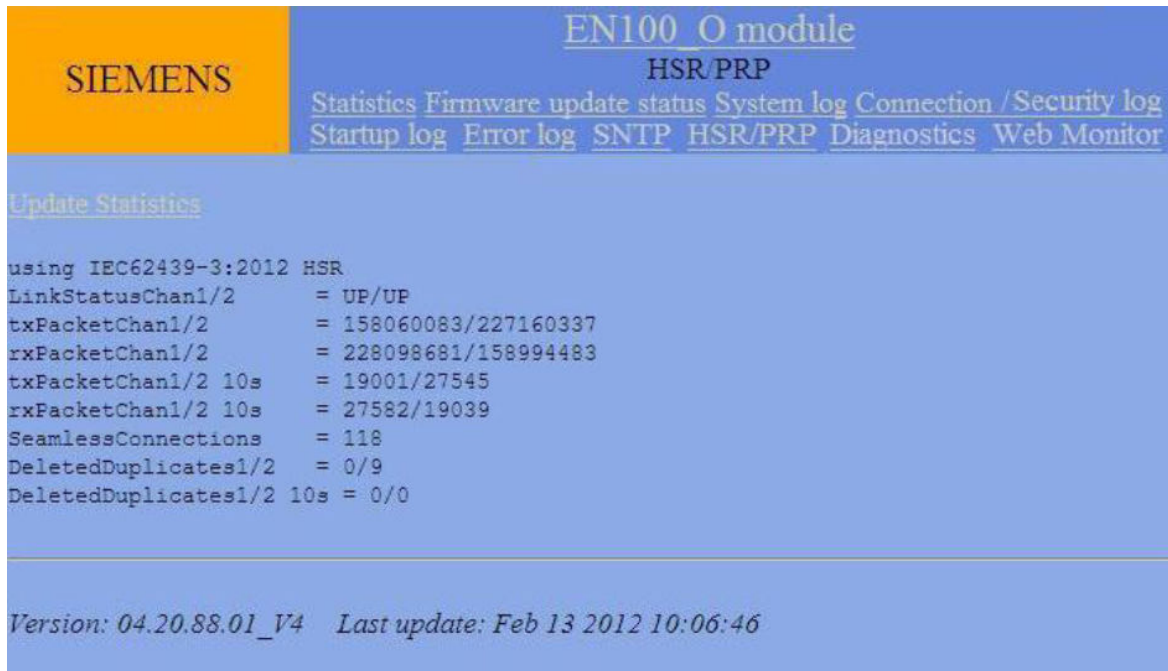 SIEMENS
EN100_O module
HSR/PRP
Statistics Firmware update status System log Connection / Security log
Startup log Error log SNTP HSR/PRP Diagnostics Web Monitor
Update Statistics
using IEC62439-3:2012 HSR
LinkStatusChan1/2 = UP/UP
txPacketChan1/2 = 158060083/227160337
rxPacketChan1/2 = 228098681/158994483
txPacketChan1/2 10s = 19001/27545
rxPacketChan1/2 10s = 27582/19039
SeamlessConnections = 118
DeletedDuplicates1/2 = 0/9
DeletedDuplicates1/2 10s = 0/0
Version: 04.20.88.01_V4 Last update: Feb 13 2012 10:06:46